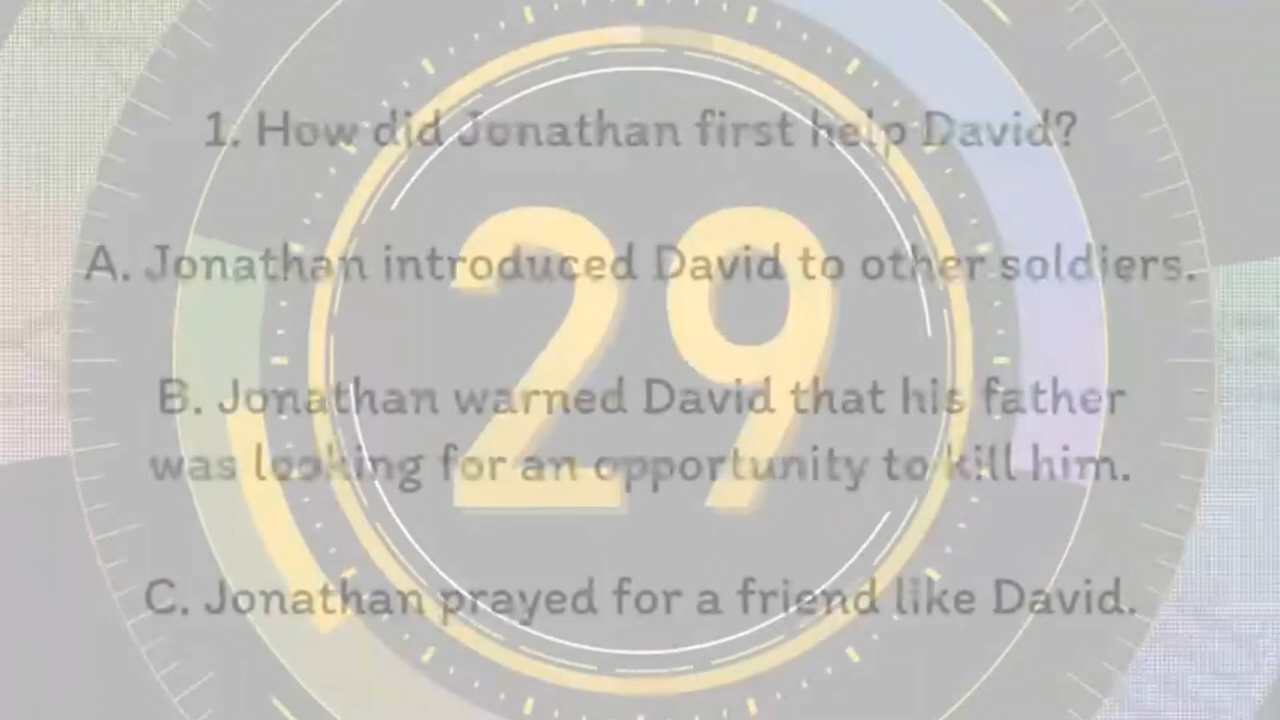 1. How did Jonathan first help David?
29
A. Jonathan introduced David to other soldiers.
B. Jonathan warned David that his father
was looking for an opportunity to kill him.
C. Jonathan prayed for a friend like David.